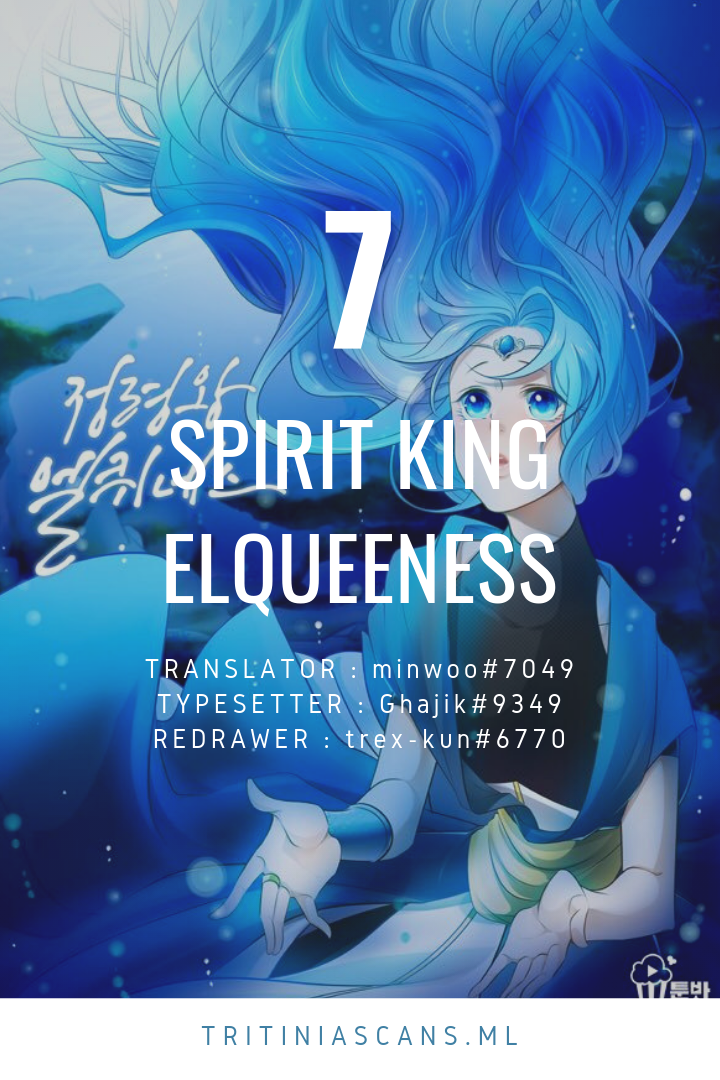 7
정령왕
엘퀴네스
SPIRIT KING
ELQUEENESS
TRANSLATOR : minwoo#7049
TYPESETTER : Ghajik#9349
REDRAWER : trex-kun#6770
툰반
TRITINIASCANS.ML